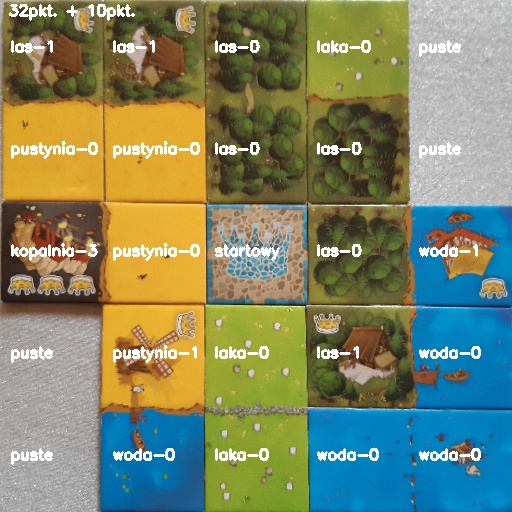 32pkt. + 10pkt.
las-1 las-1 las-0 laka-0 puste
pustynia-0 pustynia-0 las-0 las-0 puste
kopalnia-3 pustynia-0 startowy las-0 woda-1
puste pustynia-1 laka-0 las-1 woda-0
puste woda-0 laka-0 woda-0 woda-0